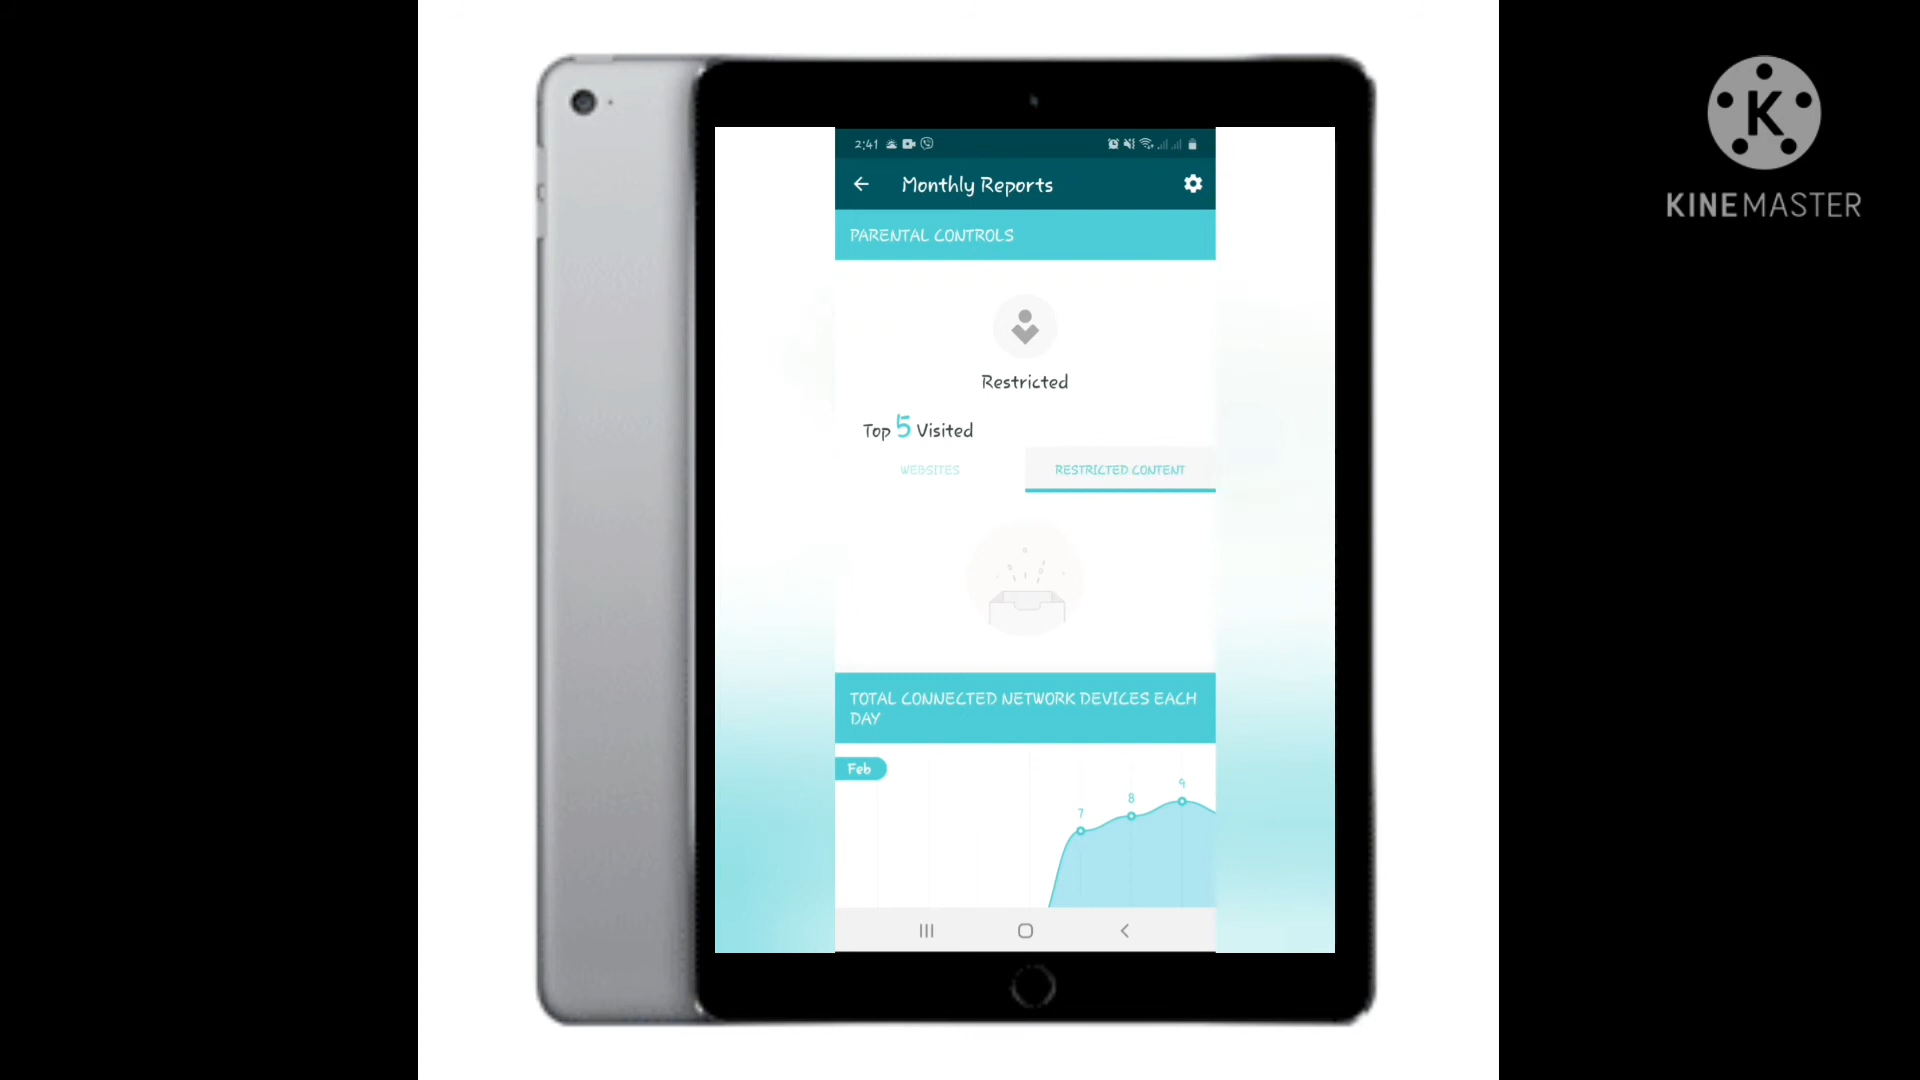 K
KINEMASTER
2:41
Monthly Reports
PARENTAL CONTROLS
Restricted
Top 5 Visited
WEBSITES
RESTRICTED CONTENT
TOTAL CONNECTED NETWORK DEVICES EACH
DAY
Feb
7
8
9